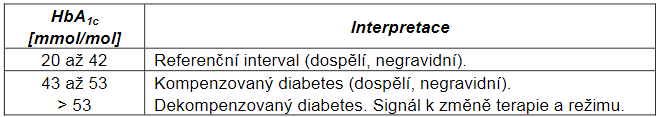 HbA1c Interpretace
[mmol/mol]
20 až 42 Referenční interval (dospělí, negravidní).
43 až 53 Kompenzovaný diabetes (dospělí, negravidní).
> 53 Dekompenzovaný diabetes. Signál k změně terapie a režimu.